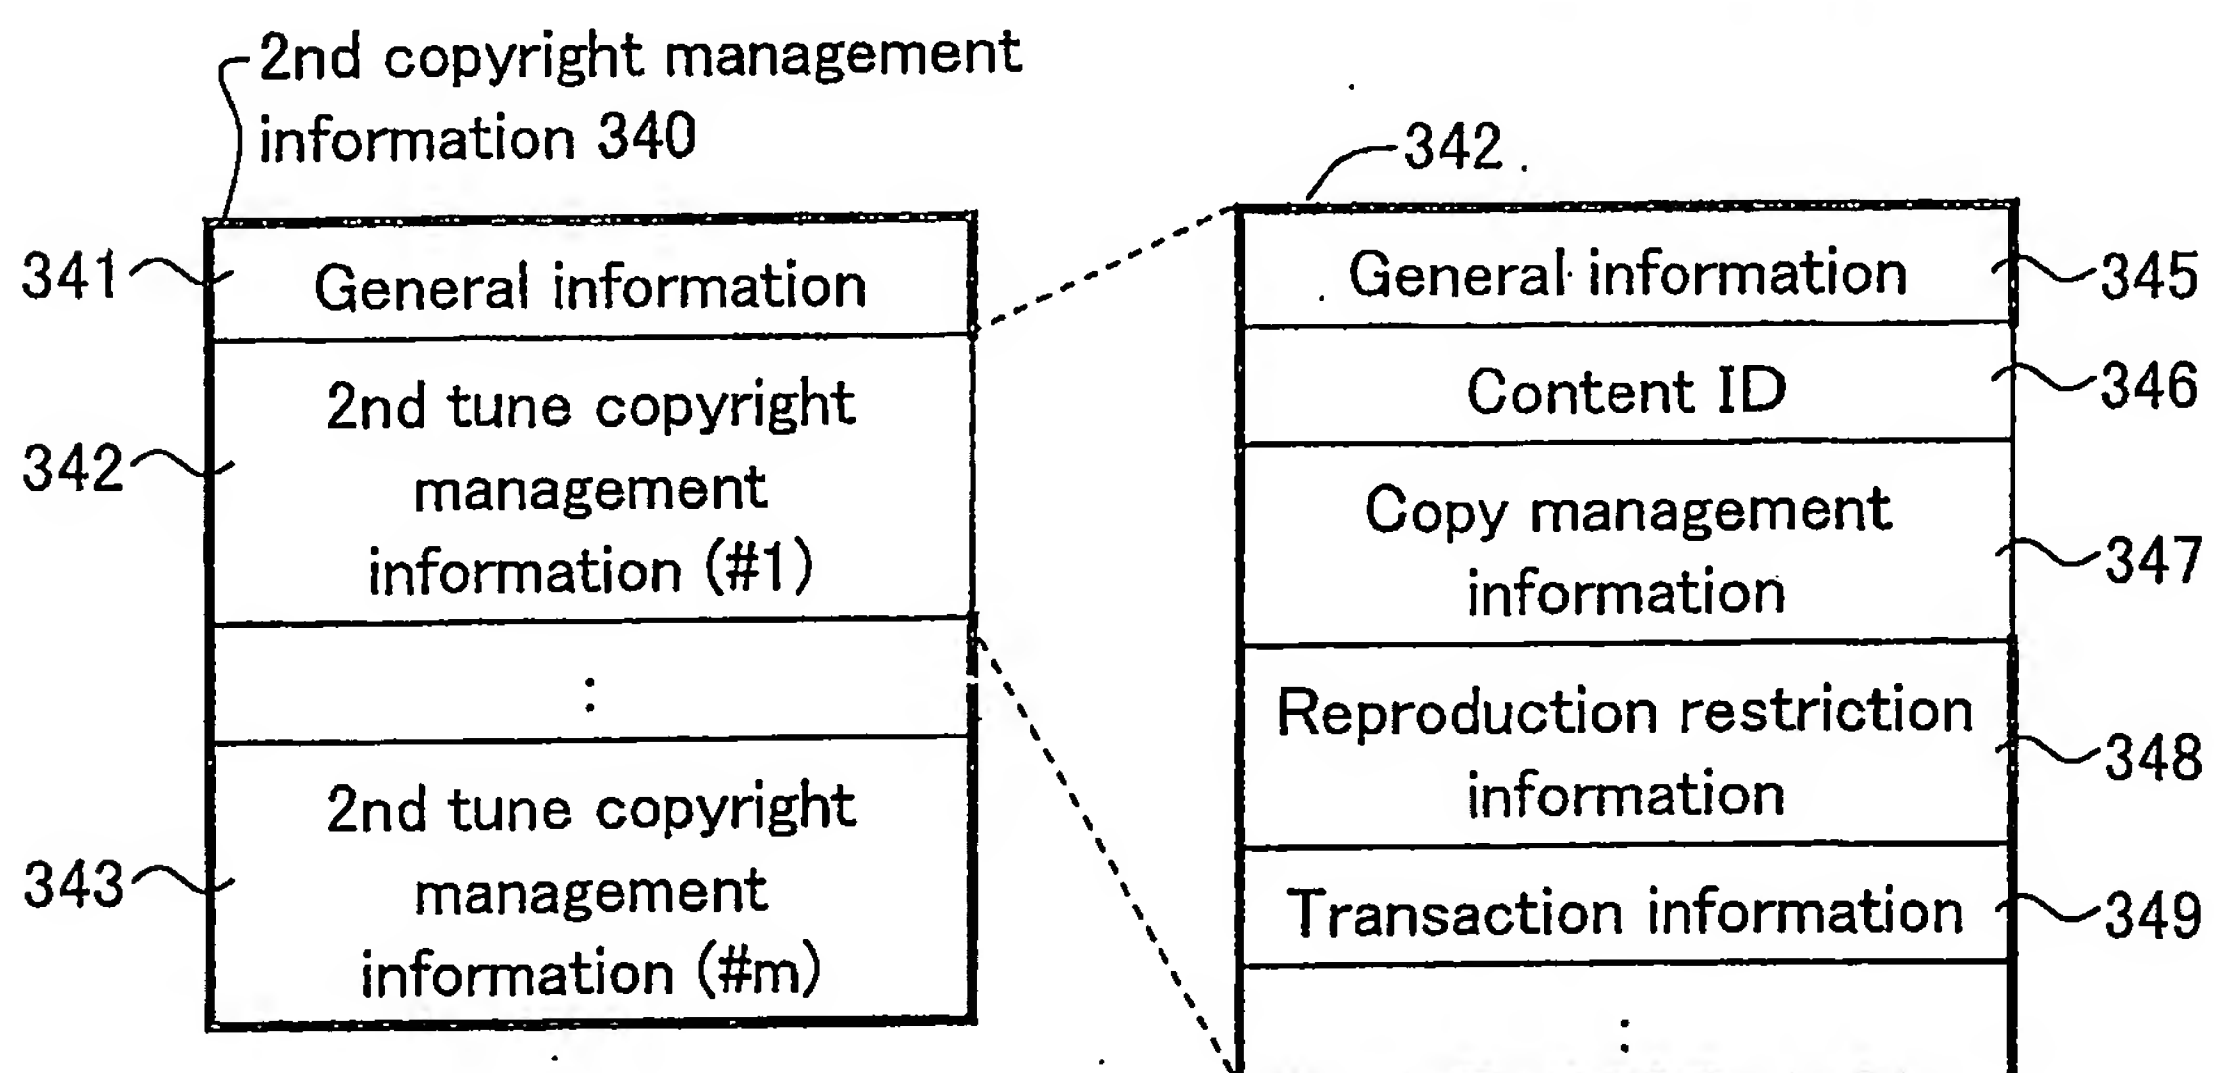 2nd copyright management
information 340
341
General information
342
2nd tune copyright
management
information (#1)
:
343
2nd tune copyright
management
information (#m)
342
General information
345
Content ID
346
Copy management
information
347
Reproduction restriction
information
348
Transaction information
349
: